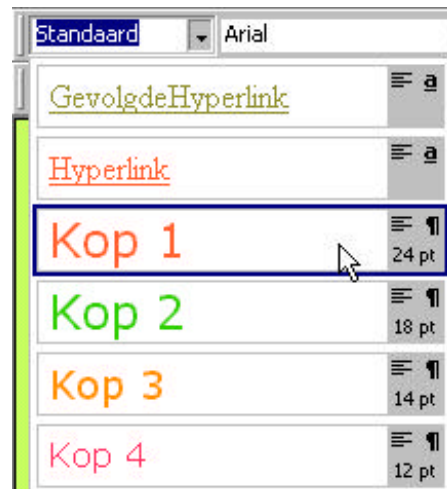 Standaard Arial
GevolgdeHyperlink a
Hyperlink a
Kop 1 ¶
24 pt
Kop 2 ¶
18 pt
Kop 3 ¶
14 pt
Kop 4 ¶
12 pt